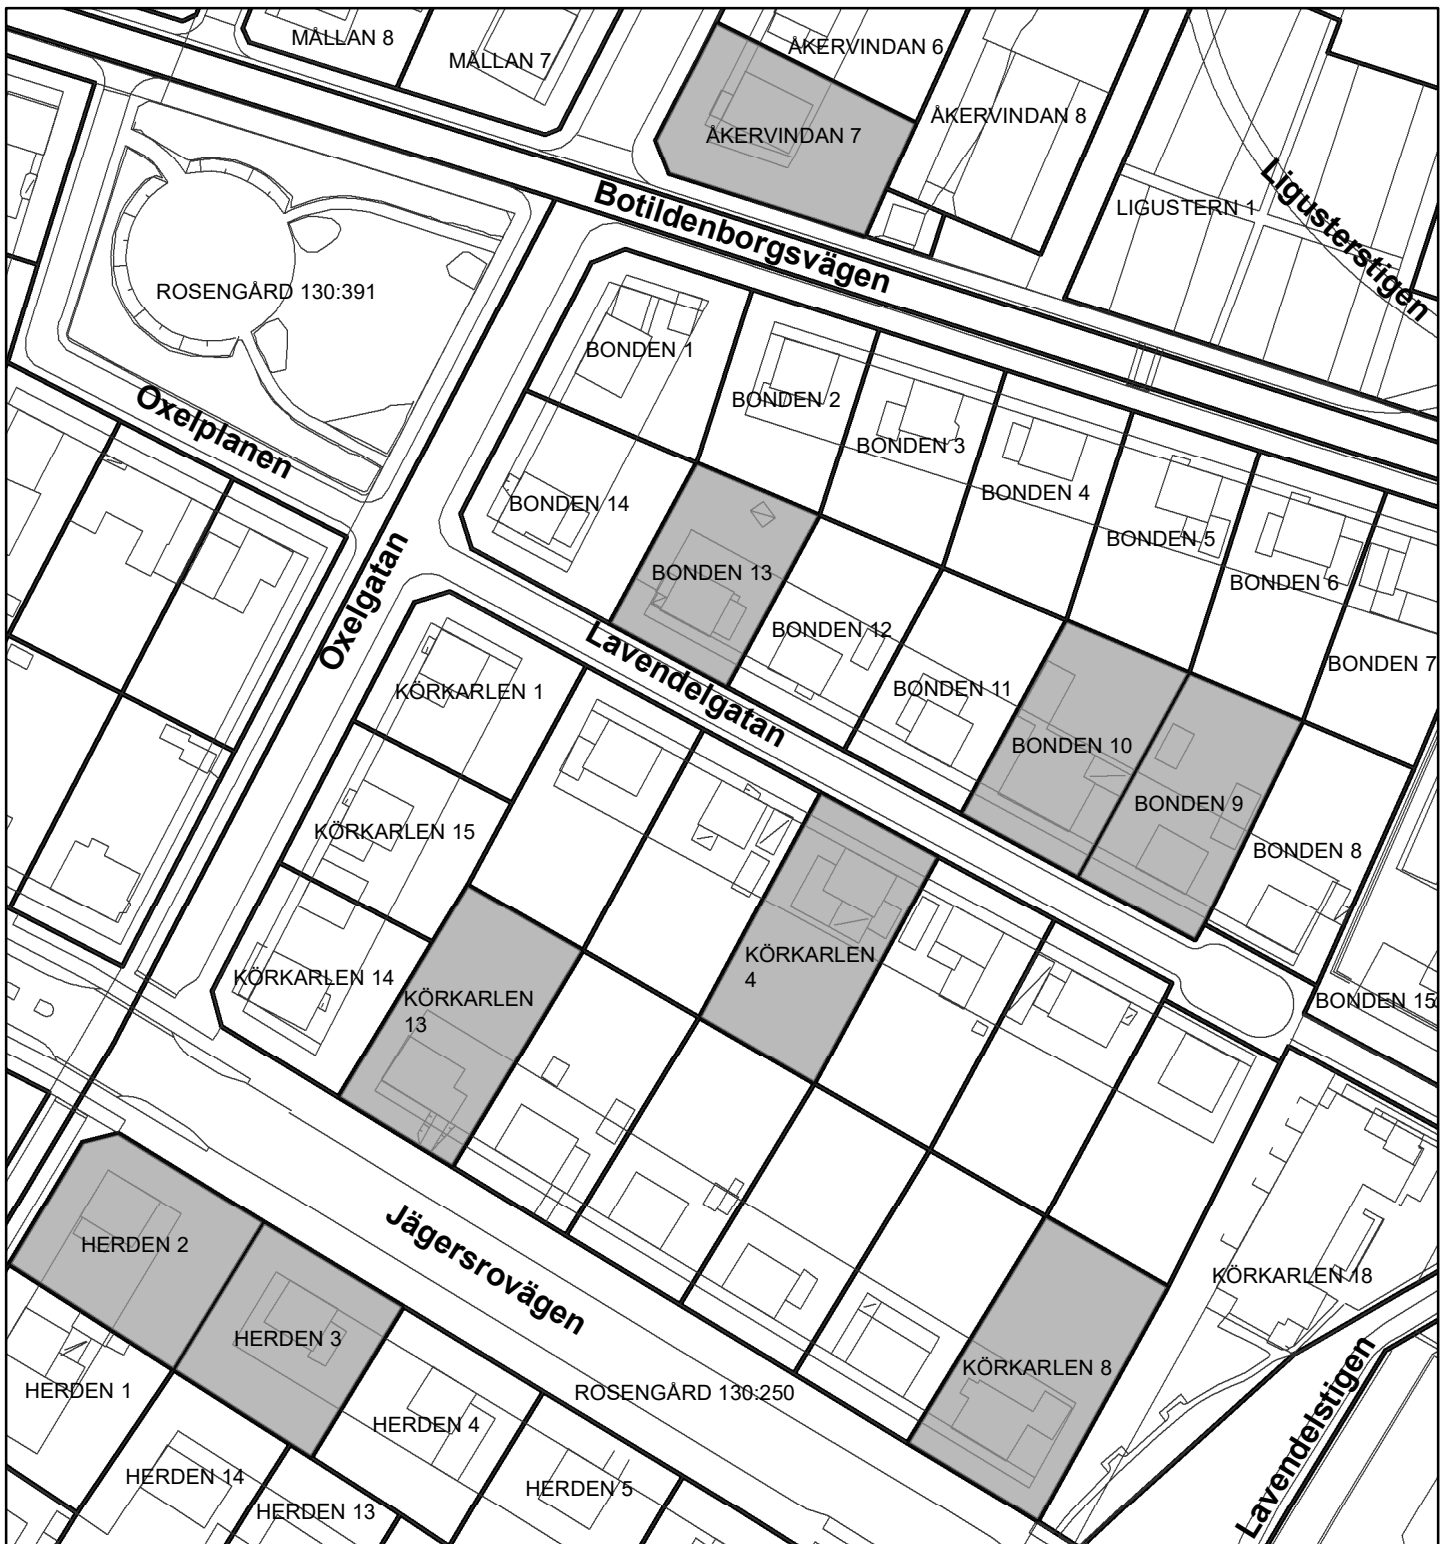 MÅLLAN 8
MÅLLAN 7
ÅKERVINDAN 6
ÅKERVINDAN 7
ÅKERVINDAN 8
LIGUSTERN 1
Ligusterstigen
Botildenborgsvägen
ROSENGÅRD 130:391
Oxelplanen
BONDEN 1
BONDEN 2
BONDEN 3
BONDEN 4
BONDEN 5
BONDEN 6
BONDEN 7
BONDEN 14
BONDEN 13
BONDEN 12
BONDEN 11
BONDEN 10
BONDEN 9
BONDEN 8
BONDEN 15
Oxelgatan
Lavendelgatan
KÖRKARLEN 1
KÖRKARLEN 15
KÖRKARLEN 14
KÖRKARLEN
13
KÖRKARLEN
4
KÖRKARLEN 18
KÖRKARLEN 8
Jägersrovägen
HERDEN 2
HERDEN 3
HERDEN 1
HERDEN 4
ROSENGÅRD 130:250
HERDEN 14
HERDEN 13
HERDEN 5
Lavendelstigen